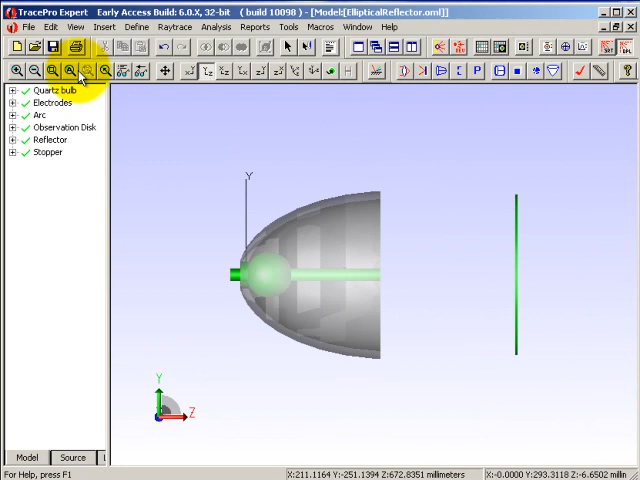 TracePro Expert    Early Access Build: 6.0.X, 32-bit    ( build 10098 ) - [Model:[EllipticalReflector.oml]]
File Edit View Insert Define Analysis Raytrace Reports Tools Macros Window Help
P
Quartz bulb
Electrodes
Arc
Observation Disk
Reflector
Stopper
Y
Y
Z
Model Source
For Help, press F1
X:211.1164 Y:-251.1394 Z:672.8351 millimeters
X:-0.0000 Y:293.3118 Z:-6.6502 millin